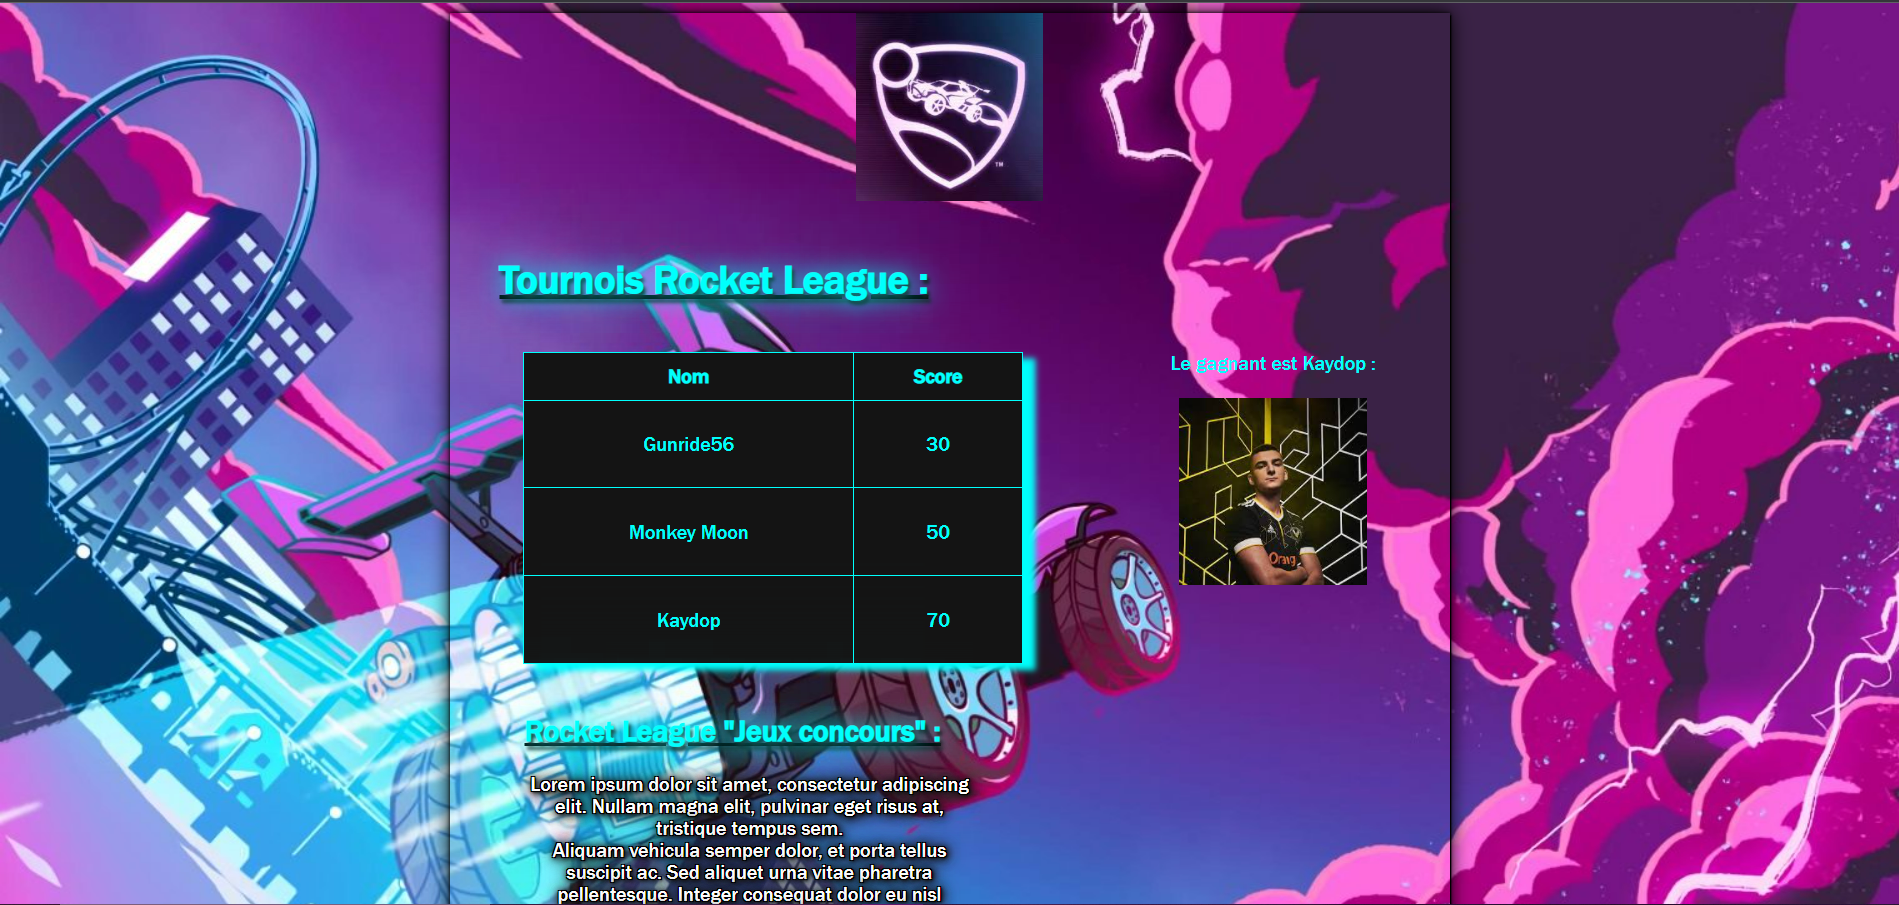 TM
Tournois Rocket League :
Nom Score
Gunride56 30
Monkey Moon 50
Kaydop 70
Le gagnant est Kaydop :
Orang
Rocket League "Jeux concours" :
Lorem ipsum dolor sit amet, consectetur adipiscing
elit. Nullam magna elit, pulvinar eget risus at,
tristique tempus sem.
Aliquam vehicula semper dolor, et porta tellus
suscipit ac. Sed aliquet urna vitae pharetra
pellentesque. Integer consequat dolor eu nisl